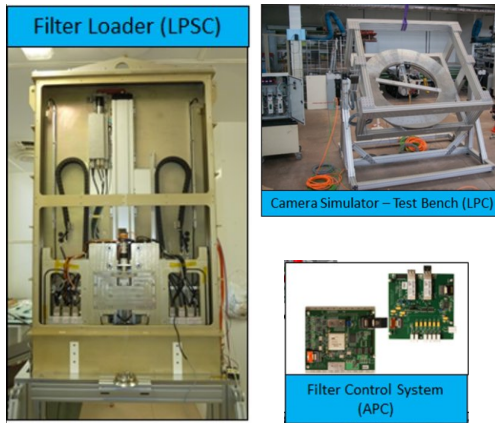 Filter Loader (LPSC)
Camera Simulator – Test Bench (LPC)
Filter Control System
(APC)